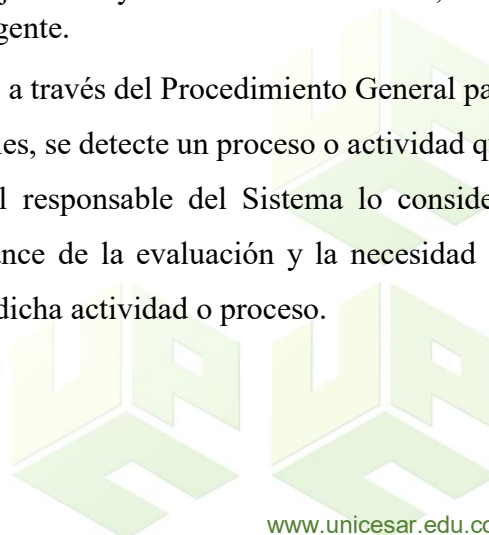 gente.
a través del Procedimiento General pa
es, se detecte un proceso o actividad q
l responsable del Sistema lo conside
nce de la evaluación y la necesidad
dicha actividad o proceso.
www.unicesar.edu.co